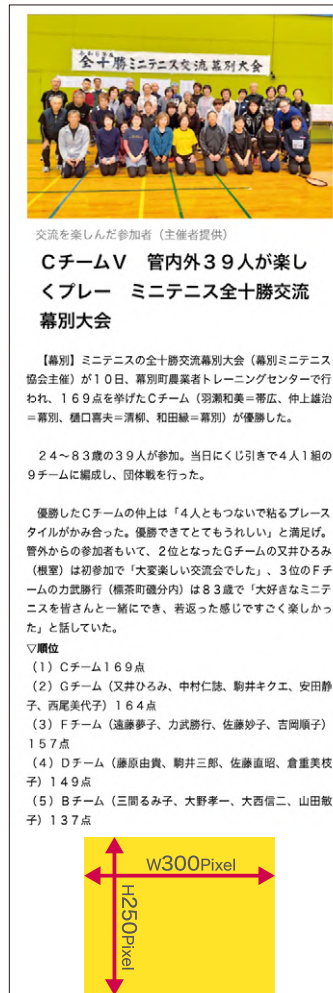 令和5年度
全十勝ミニテニス交流幕別大会
交流を楽しんだ参加者（主催者提供）
CチームV　管内外３９人が楽し
くプレー　ミニテニス全十勝交流
幕別大会
【幕別】ミニテニスの全十勝交流幕別大会（幕別ミニテニス
協会主催）が１０日、幕別町農業者トレーニングセンターで行
われ、１６９点を挙げたＣチーム（羽瀬和美＝帯広、仲上雄治
＝幕別、樋口喜夫＝清柳、和田縁＝幕別）が優勝した。
２４～８３歳の３９人が参加。当日にくじ引きで４人１組の
９チームに編成し、団体戦を行った。
優勝したＣチームの仲上は「４人ともつないで粘るプレース
タイルがかみ合った。優勝できてとてもうれしい」と満足げ。
管外からの参加者もいて、２位となったＧチームの又井ひろみ
（根室）は初参加で「大変楽しい交流会でした」、３位のＦチ
ームの力武勝行（標茶町磯分内）は８３歳で「大好きなミニテ
ニスを皆さんと一緒にでき、若返った感じですごく楽しかっ
た」と話していた。
▽順位
（１）Ｃチーム１６９点
（２）Ｇチーム（又井ひろみ、中村仁誌、駒井キクエ、安田静
子、西尾美代子）１６４点
（３）Ｆチーム（遠藤夢子、力武勝行、佐藤妙子、吉岡順子）
１５７点
（４）Ｄチーム（藤原由貴、駒井三郎、佐藤直昭、倉重美枝
子）１４９点
（５）Ｂチーム（三間るみ子、大野孝一、大西信二、山田敏
子）１３７点
W300Pixel
H250Pixel